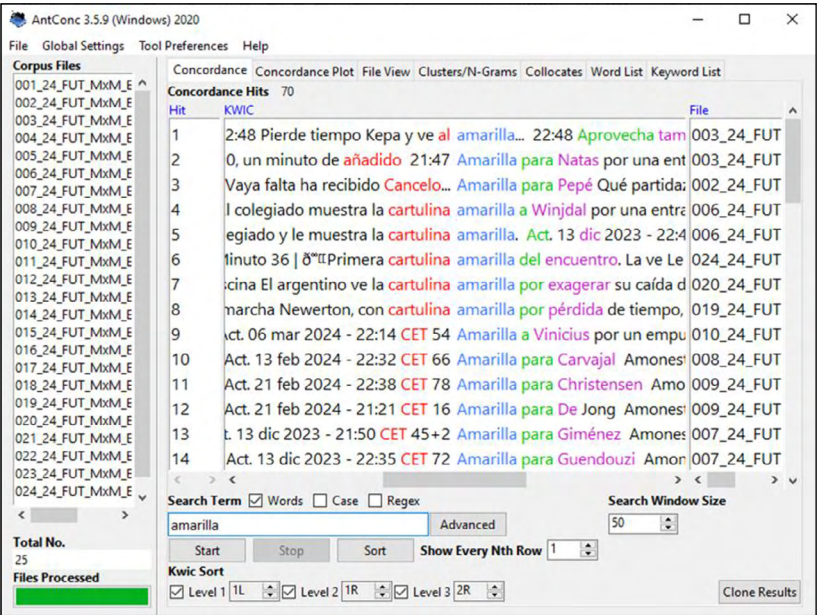 AntConc 3.5.9 (Windows) 2020
File Global Settings Tool Preferences Help
Corpus Files
001_24_FUT_MxM_E
002_24_FUT_MxM_E
003_24_FUT_MxM_E
004_24_FUT_MxM_E
005_24_FUT_MxM_E
006_24_FUT_MxM_E
007_24_FUT_MxM_E
008_24_FUT_MxM_E
009_24_FUT_MxM_E
010_24_FUT_MxM_E
011_24_FUT_MxM_E
012_24_FUT_MxM_E
013_24_FUT_MxM_E
014_24_FUT_MxM_E
015_24_FUT_MxM_E
016_24_FUT_MxM_E
017_24_FUT_MxM_E
018_24_FUT_MxM_E
019_24_FUT_MxM_E
020_24_FUT_MxM_E
021_24_FUT_MxM_E
022_24_FUT_MxM_E
023_24_FUT_MxM_E
024_24_FUT_MxM_E
Total No.
25
Files Processed
Concordance Concordance Plot File View Clusters/N-Grams Collocates Word List Keyword List
Concordance Hits 70
Hit KWIC File
1 2:48 Pierde tiempo Kepa y ve al amarilla... 22:48 Aprovecha tam 003_24_FUT
2 0, un minuto de añadido 21:47 Amarilla para Natas por una ent 003_24_FUT
3 Vaya falta ha recibido Cancelo... Amarilla para Pepé Qué partidaz 002_24_FUT
4 l colegiado muestra la cartulina amarilla a Winjdal por una entra 006_24_FUT
5 egiado y le muestra la cartulina amarilla. Act. 13 dic 2023 - 22:4 006_24_FUT
6 Minuto 36 | Primera cartulina amarilla del encuentro. La ve Le 024_24_FUT
7 scina El argentino ve la cartulina amarilla por exagerar su caída d 020_24_FUT
8 marcha Newerton, con cartulina amarilla por pérdida de tiempo, 019_24_FUT
9 Act. 06 mar 2024 - 22:14 CET 54 Amarilla a Vinicius por un empu 010_24_FUT
10 Act. 13 feb 2024 - 22:32 CET 66 Amarilla para Carvajal Amonest 008_24_FUT
11 Act. 21 feb 2024 - 22:38 CET 78 Amarilla para Christensen Amo 009_24_FUT
12 Act. 21 feb 2024 - 21:21 CET 16 Amarilla para De Jong Amonest 009_24_FUT
13 t. 13 dic 2023 - 21:50 CET 45+2 Amarilla para Giménez Amones 007_24_FUT
14 Act. 13 dic 2023 - 22:35 CET 72 Amarilla para Guendouzi Amon 007_24_FUT
Search Term Words Case Regex Search Window Size
amarilla Advanced 50
Start Stop Sort Show Every Nth Row 1
Kwic Sort
Level 1 1L Level 2 1R Level 3 2R Clone Results